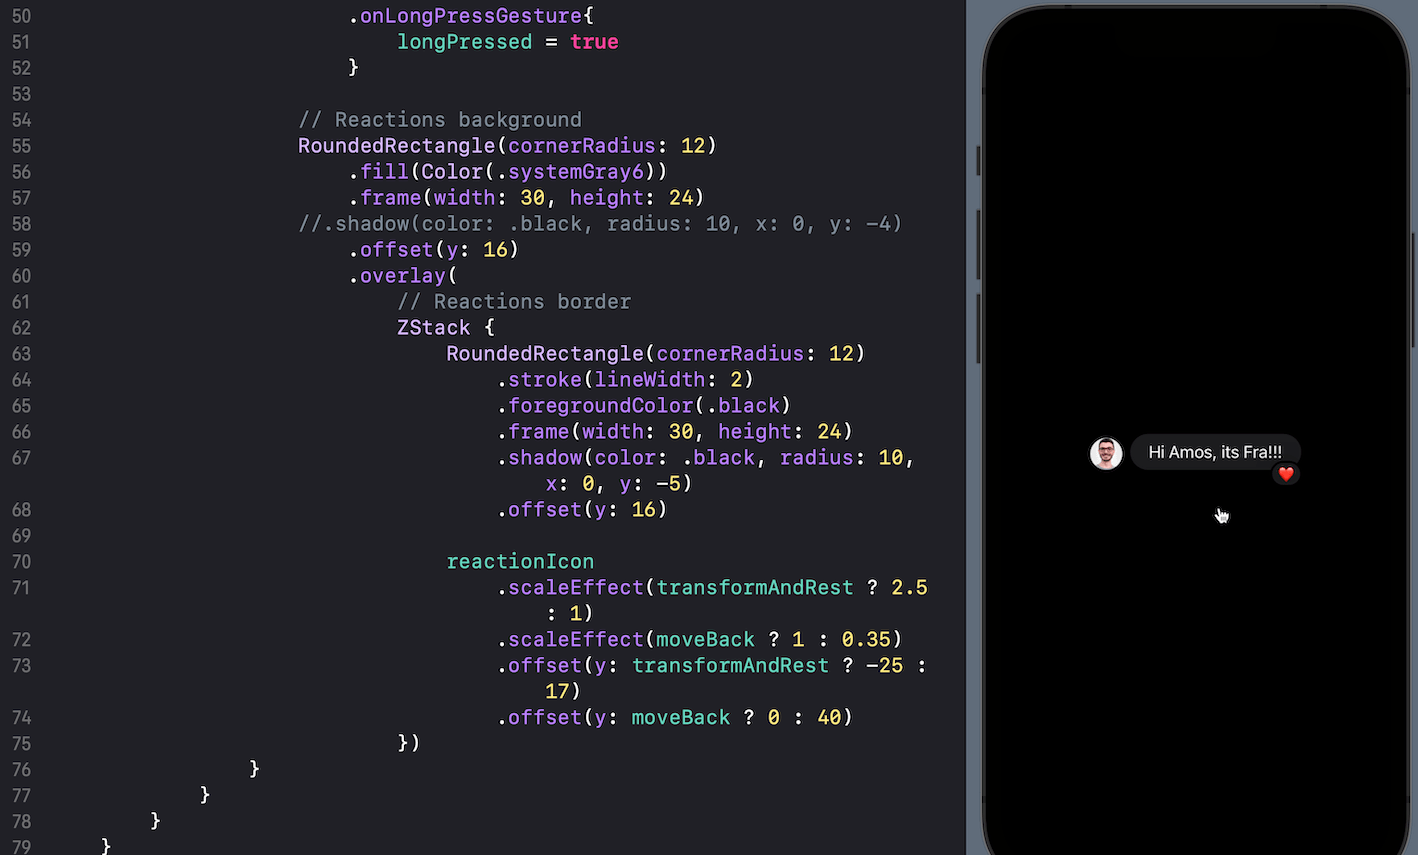 50 .onLongPressGesture{
51 longPressed = true
52 }
53
54 // Reactions background
55 RoundedRectangle(cornerRadius: 12)
56 .fill(Color(.systemGray6))
57 .frame(width: 30, height: 24)
58 //.shadow(color: .black, radius: 10, x: 0, y: -4)
59 .offset(y: 16)
60 .overlay(
61 // Reactions border
62 ZStack {
63 RoundedRectangle(cornerRadius: 12)
64 .stroke(lineWidth: 2)
65 .foregroundColor(.black)
66 .frame(width: 30, height: 24)
67 .shadow(color: .black, radius: 10,
x: 0, y: -5)
68 .offset(y: 16)
69
70 reactionIcon
71 .scaleEffect(transformAndRest ? 2.5
: 1)
72 .scaleEffect(moveBack ? 1 : 0.35)
73 .offset(y: transformAndRest ? -25 :
17)
74 .offset(y: moveBack ? 0 : 40)
75 })
76 }
77 }
78 }
79 }
Hi Amos, its Fra!!!